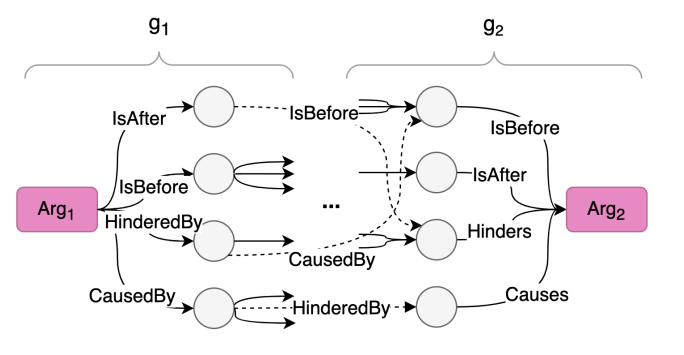 g1
g2
IsAfter
IsBefore
IsBefore
IsBefore
IsAfter
Arg1
...
Arg2
HinderedBy
Hinders
CausedBy
CausedBy
HinderedBy
Causes